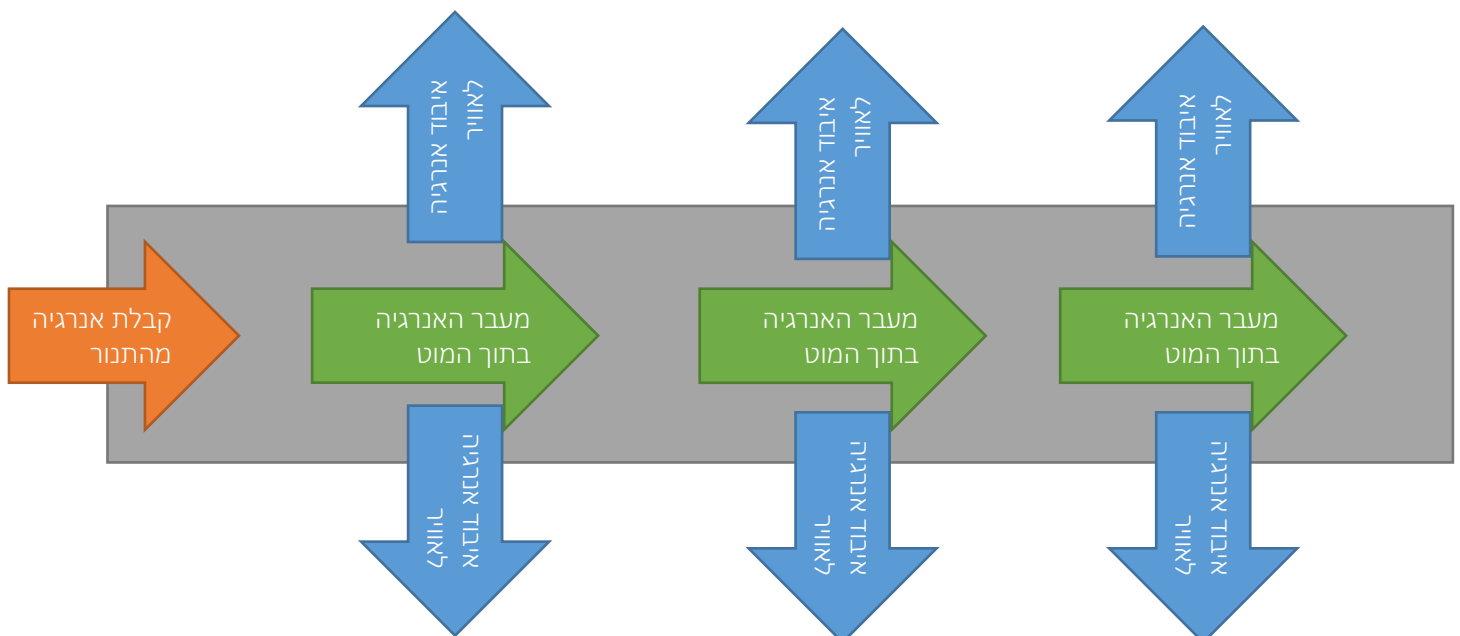 איבוד אנרגיה
לאוויר
איבוד אנרגיה
לאוויר
איבוד אנרגיה
לאוויר
קבלת אנרגיה
מהתנור
מעבר האנרגיה
בתוך המוט
מעבר האנרגיה
בתוך המוט
מעבר האנרגיה
בתוך המוט
איבוד אנרגיה
לאוויר
איבוד אנרגיה
לאוויר
איבוד אנרגיה
לאוויר